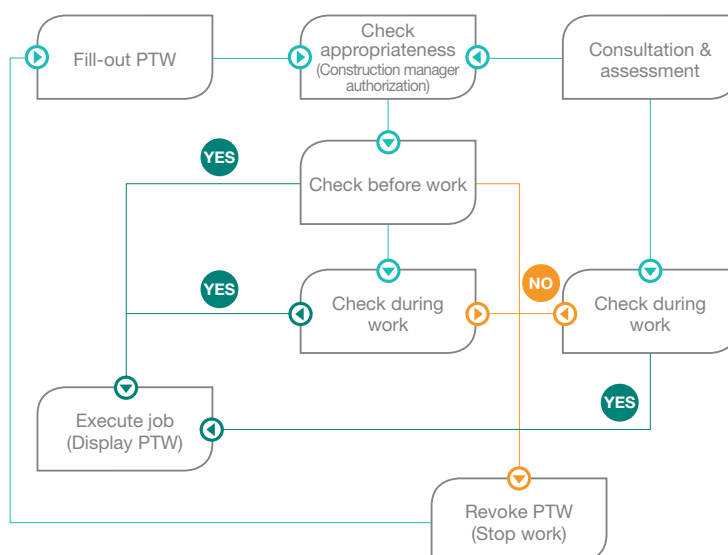 Fill-out PTW
Check
appropriateness
(Construction manager
authorization)
Consultation &
assessment
YES
Check before work
YES
Check during
work
NO
Check during
work
Execute job
(Display PTW)
YES
Revoke PTW
(Stop work)